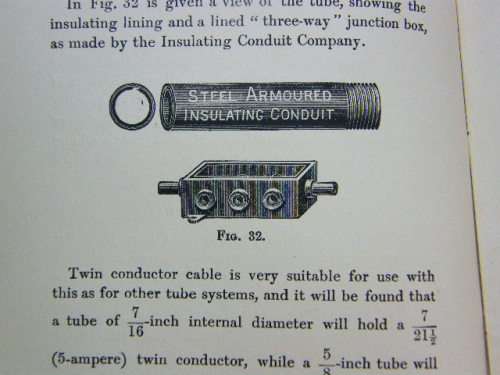 In Fig. 32 is given a view of the tube, showing the
insulating lining and a lined “ three-way ” junction box,
as made by the Insulating Conduit Company.
STEEL ARMOURED
INSULATING CONDUIT
FIG. 32.
Twin conductor cable is very suitable for use with
this as for other tube systems, and it will be found that
a tube of 7/16-inch internal diameter will hold a 7/21½
(5-ampere) twin conductor, while a 5/8-inch tube will